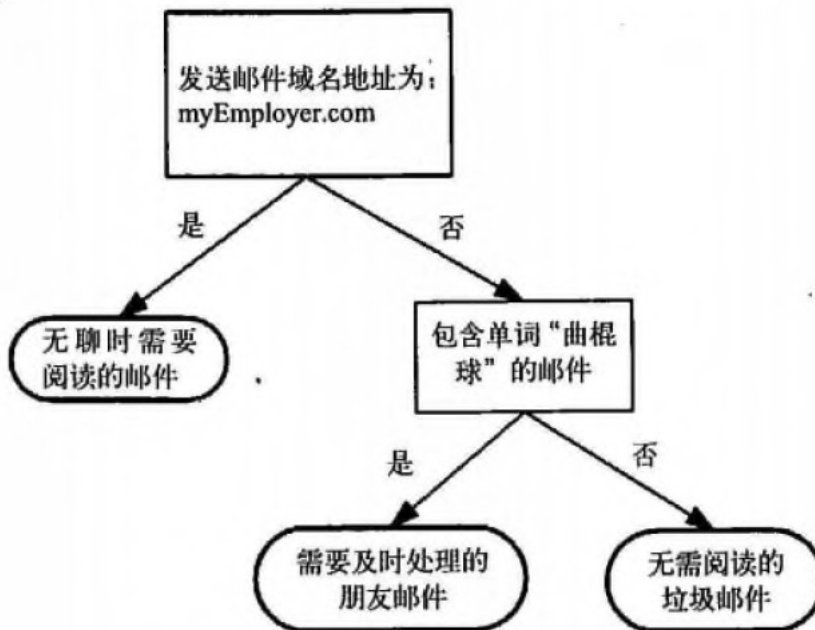 发送邮件域名地址为:
myEmployer.com
是
否
无聊时需要
阅读的邮件
包含单词“曲棍
球”的邮件
是
否
需要及时处理的
朋友邮件
无需阅读的
垃圾邮件